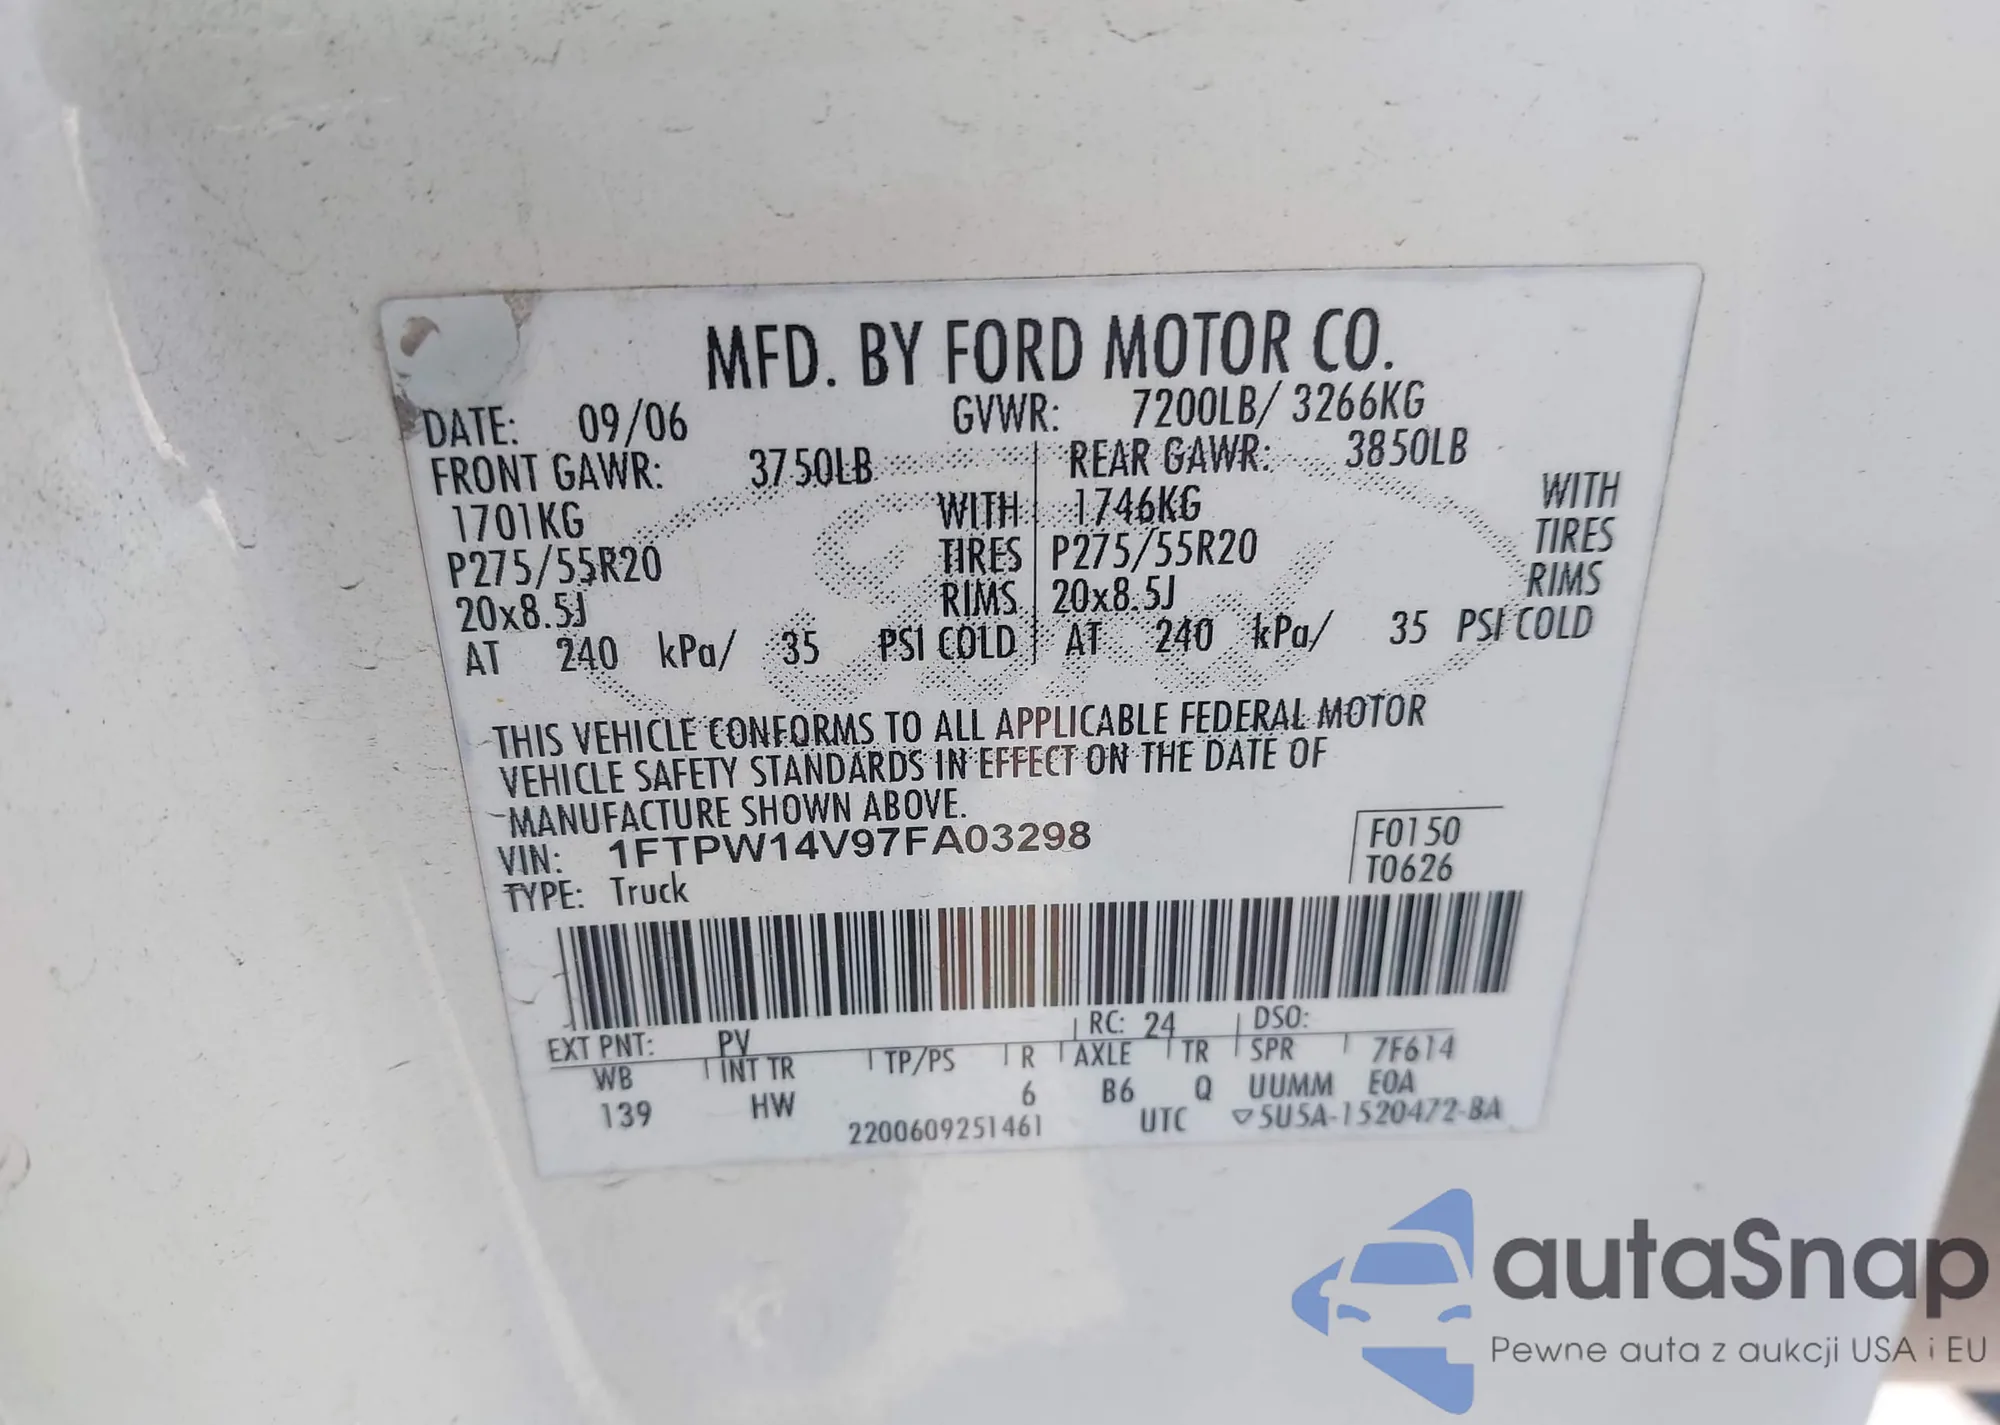 MFD. BY FORD MOTOR CO.
DATE: 09/06 GVWR: 7200LB/ 3266KG
FRONT GAWR: 3750LB REAR GAWR: 3850LB
1701KG WITH 1746KG WITH
P275/55R20 TIRES P275/55R20 TIRES
20x8.5J RIMS 20x8.5J RIMS
AT 240 kPa/ 35 PSI COLD AT 240 kPa/ 35 PSI COLD
THIS VEHICLE CONFORMS TO ALL APPLICABLE FEDERAL MOTOR
VEHICLE SAFETY STANDARDS IN EFFECT ON THE DATE OF
MANUFACTURE SHOWN ABOVE.
VIN: 1FTPW14V97FA03298 F0150
TYPE: Truck T0626
EXT PNT: PV RC: 24 DSO:
WB INT TR TP/PS R AXLE TR SPR 7F614
139 HW 6 B6 Q UUMM E0A
2200609251461 UTC ▽5U5A-1520472-BA
autaSnap
Pewne auta z aukcji USA i EU